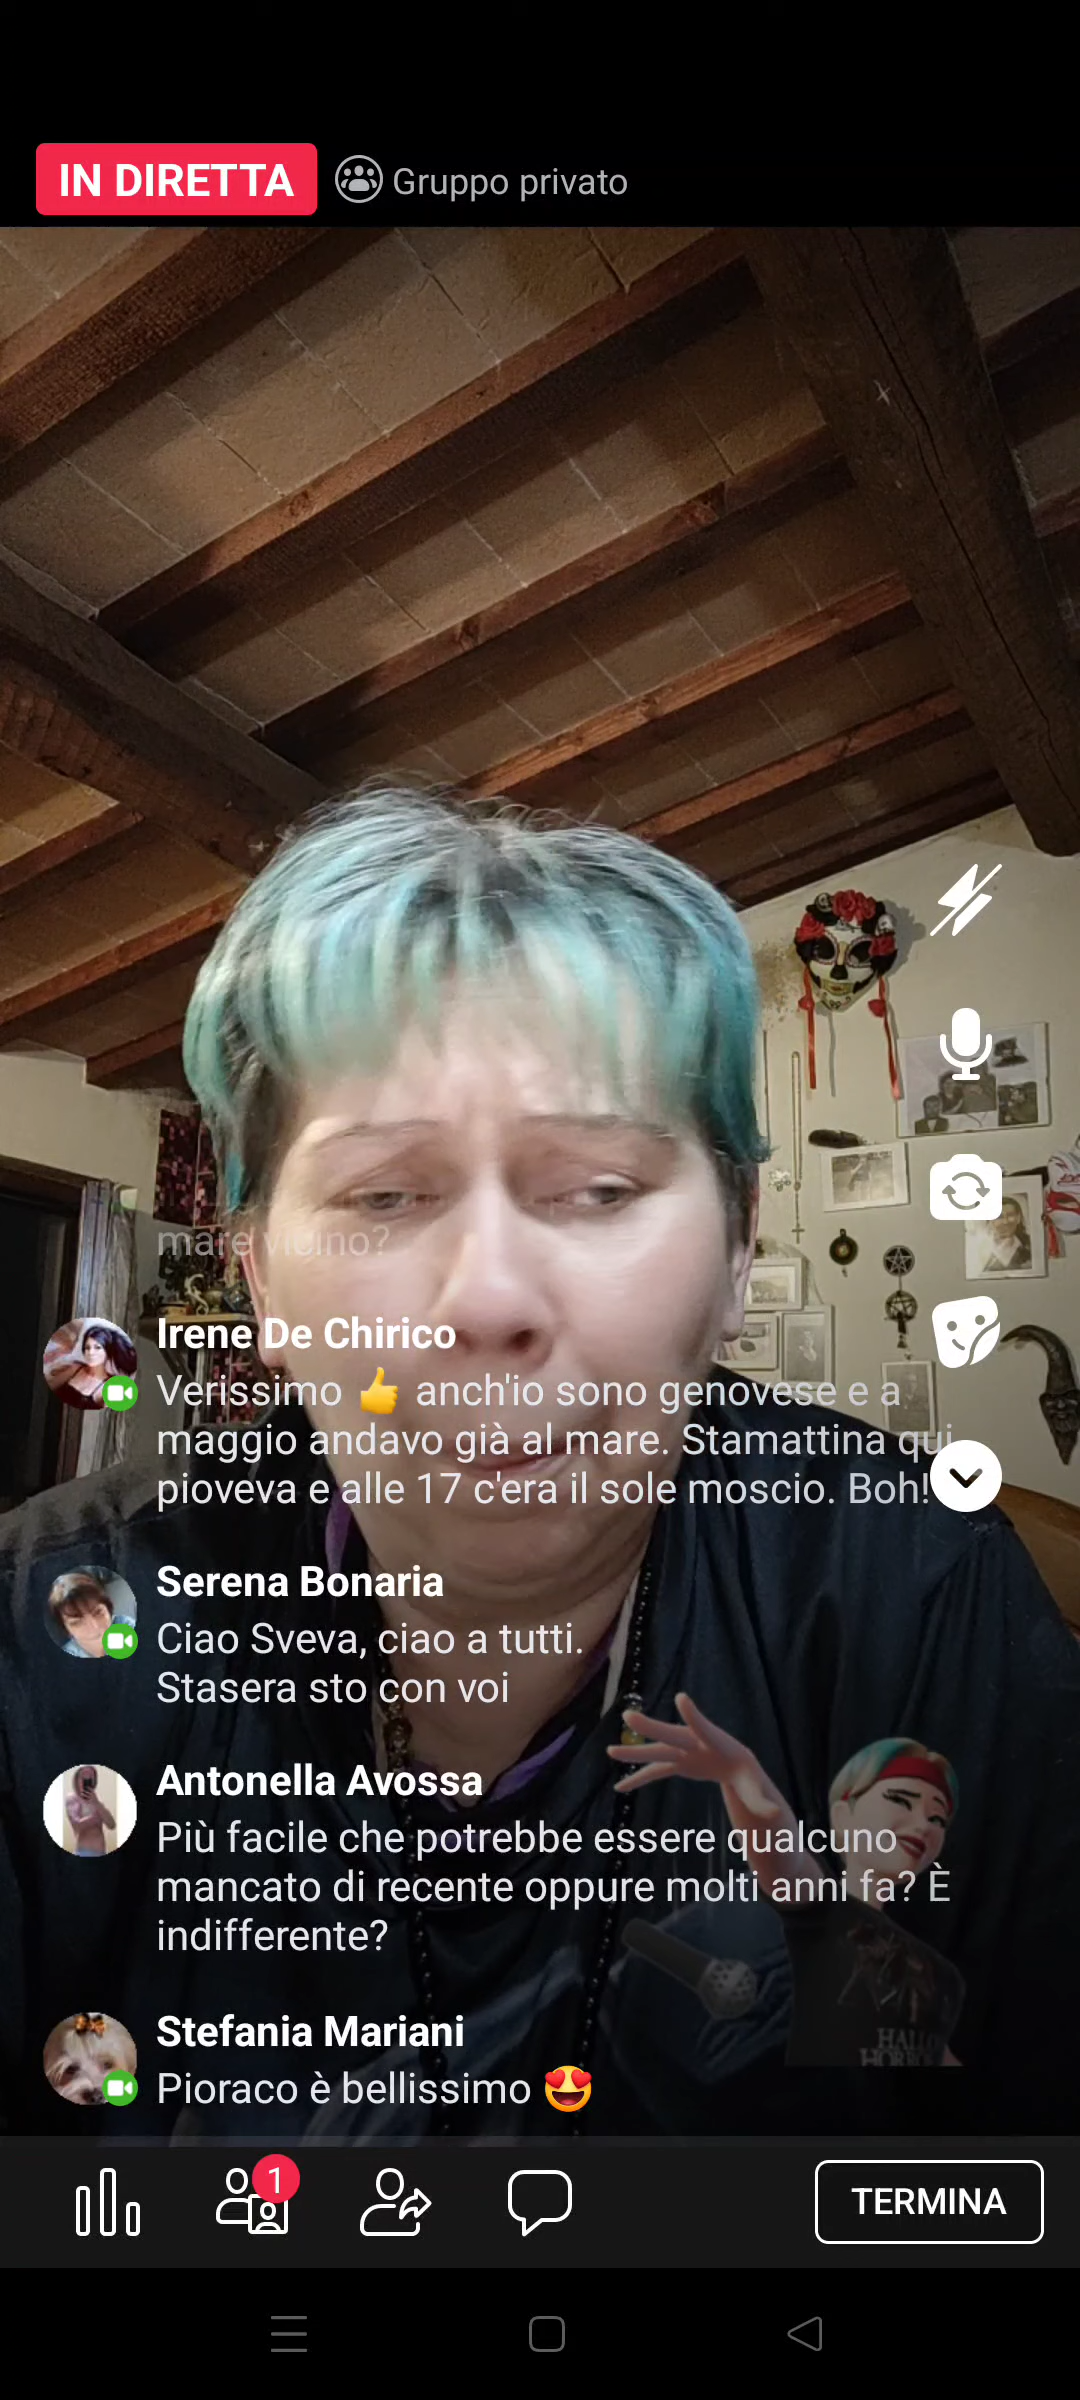 IN DIRETTA Gruppo privato
mare vicino?
Irene De Chirico
Verissimo 👍 anch'io sono genovese e a
maggio andavo già al mare. Stamattina qui
pioveva e alle 17 c'era il sole moscio. Boh!
Serena Bonaria
Ciao Sveva, ciao a tutti.
Stasera sto con voi
Antonella Avossa
Più facile che potrebbe essere qualcuno
mancato di recente oppure molti anni fa? È
indifferente?
Stefania Mariani
Pioraco è bellissimo 😍
1
TERMINA